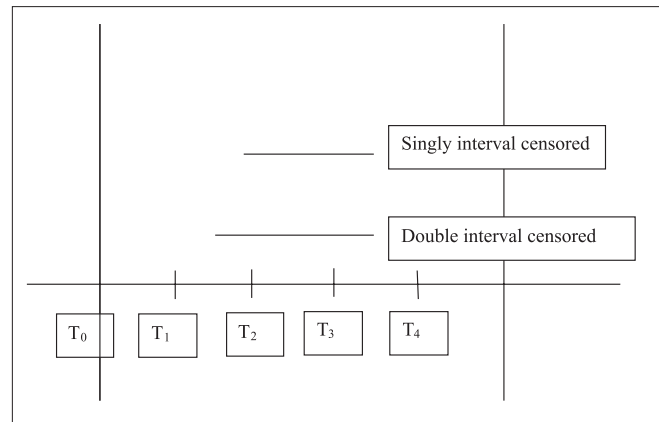 Singly interval censored
Double interval censored
T₀ T₁ T₂ T₃ T₄